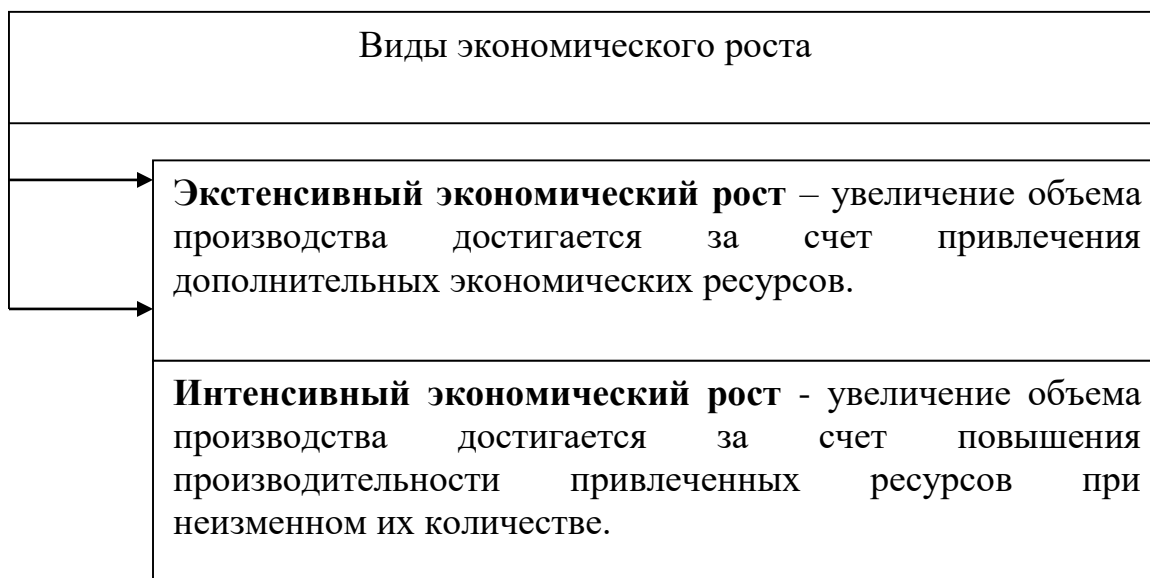 Виды экономического роста
Экстенсивный экономический рост – увеличение объема
производства достигается за счет привлечения
дополнительных экономических ресурсов.
Интенсивный экономический рост - увеличение объема
производства достигается за счет повышения
производительности привлеченных ресурсов при
неизменном их количестве.